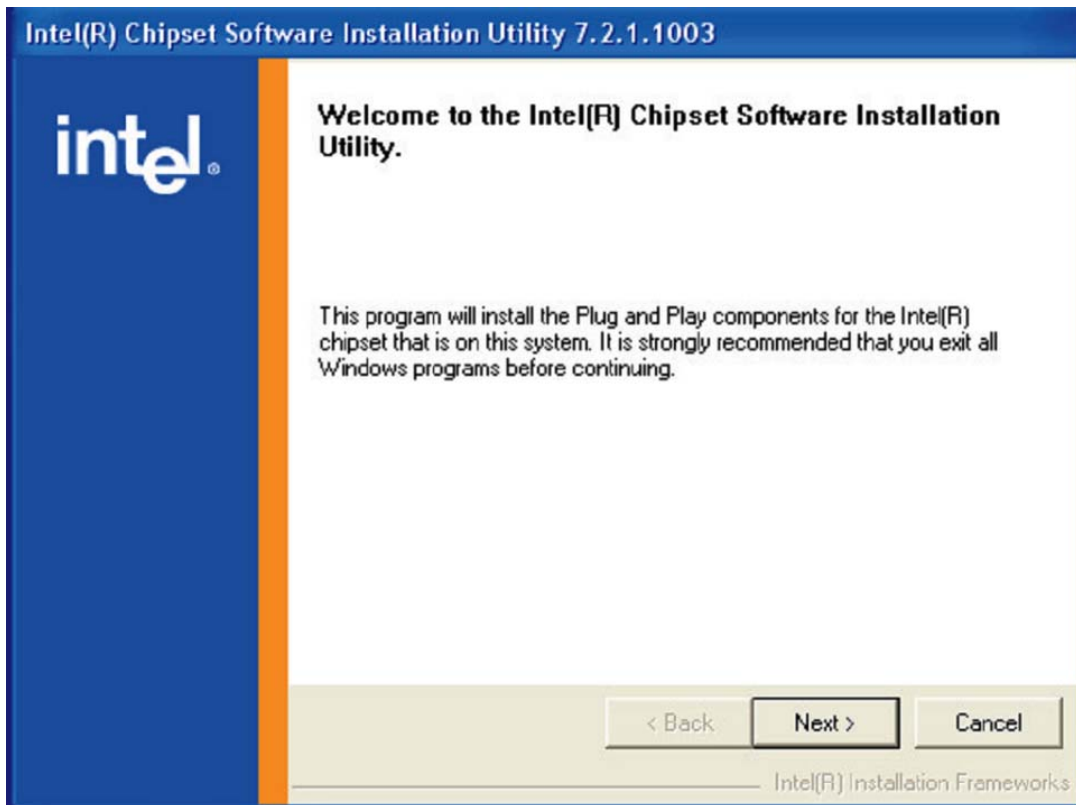 Intel(R) Chipset Software Installation Utility 7.2.1.1003
intel®
Welcome to the Intel(R) Chipset Software Installation
Utility.
This program will install the Plug and Play components for the Intel(R)
chipset that is on this system. It is strongly recommended that you exit all
Windows programs before continuing.
< Back
Next >
Cancel
Intel(R) Installation Frameworks